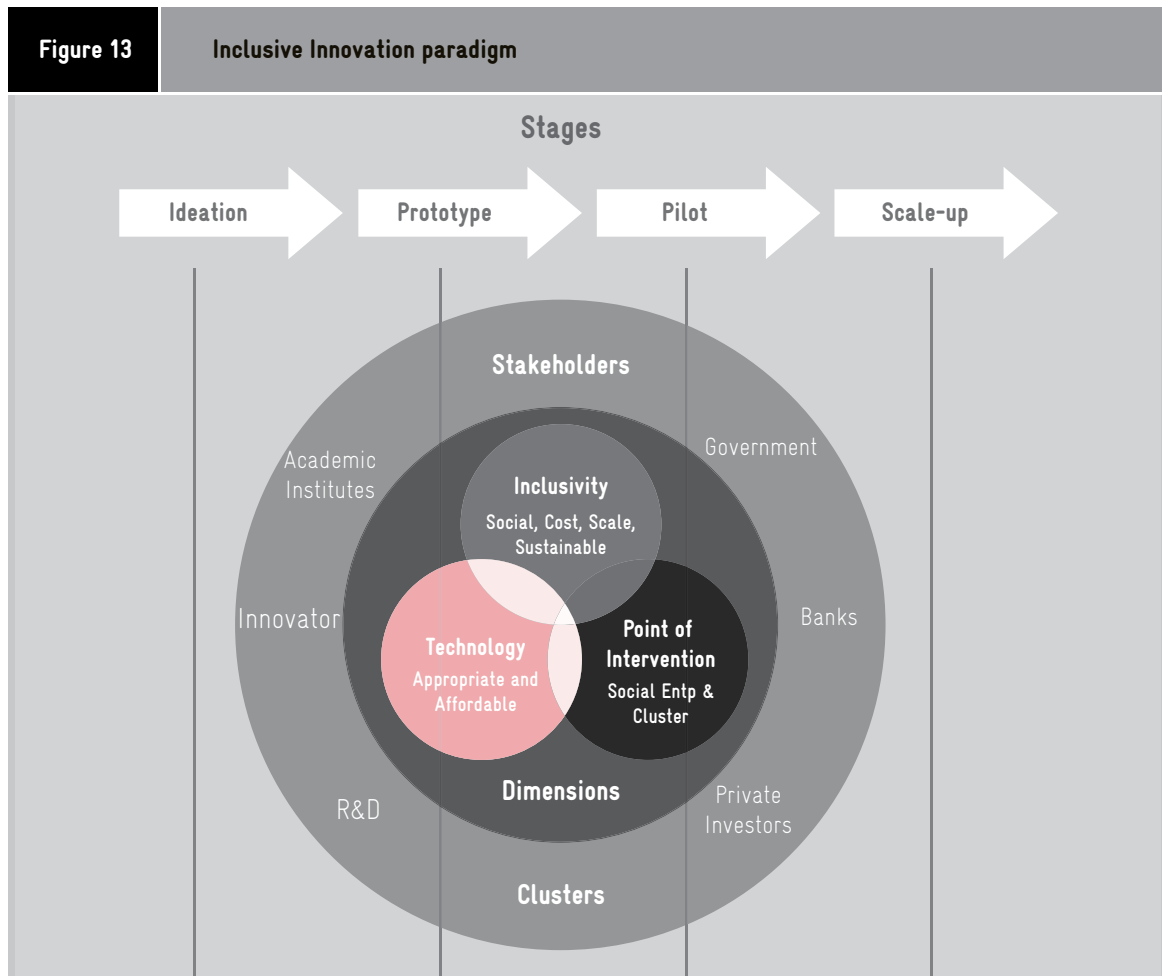 Figure 13
Inclusive Innovation paradigm
Stages
Ideation
Prototype
Pilot
Scale-up
Stakeholders
Academic
Institutes
Government
Inclusivity
Social, Cost, Scale,
Sustainable
Innovator
Banks
Technology
Appropriate and
Affordable
Point of
Intervention
Social Entp &
Cluster
Dimensions
R&D
Private
Investors
Clusters